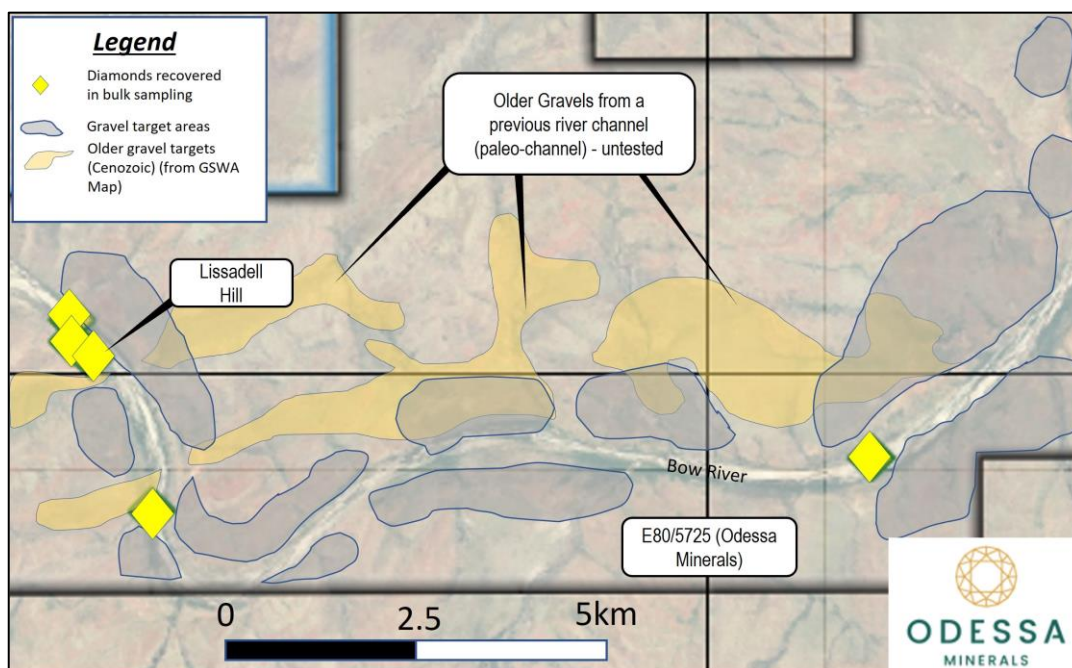 Legend
Diamonds recovered
in bulk sampling
Gravel target areas
Older gravel targets
(Cenozoic) (from GSWA
Map)
Older Gravels from a
previous river channel
(paleo-channel) - untested
Lissadell
Hill
Bow River
E80/5725 (Odessa
Minerals)
0 2.5 5km
ODESSA
MINERALS